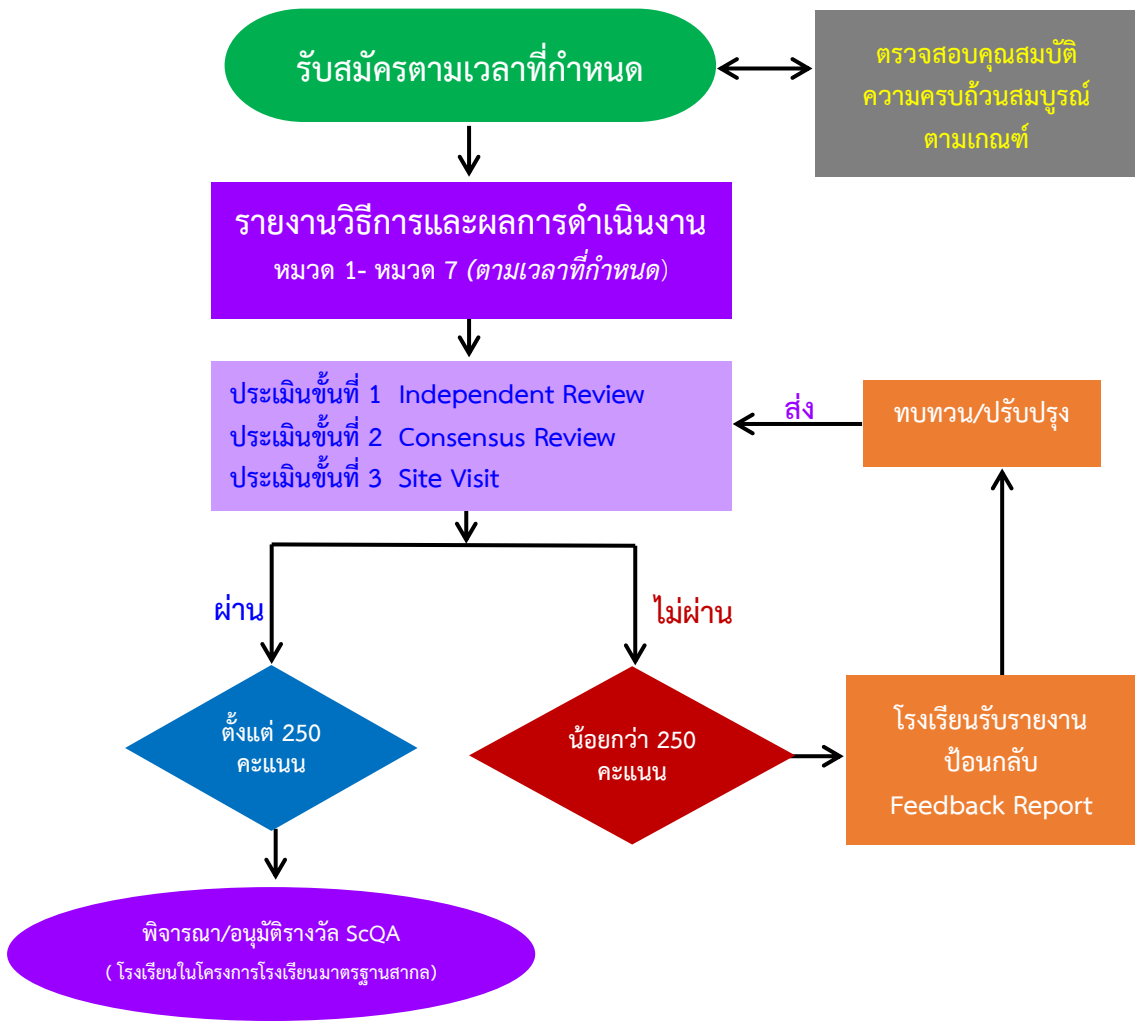 รับสมัครตามเวลาที่กำหนด
ตรวจสอบคุณสมบัติ
ความครบถ้วนสมบูรณ์
ตามเกณฑ์
รายงานวิธีการและผลการดำเนินงาน
หมวด 1- หมวด 7 (ตามเวลาที่กำหนด)
ประเมินขั้นที่ 1 Independent Review
ประเมินขั้นที่ 2 Consensus Review
ประเมินขั้นที่ 3 Site Visit
ส่ง
ทบทวน/ปรับปรุง
ผ่าน
ไม่ผ่าน
ตั้งแต่ 250
คะแนน
น้อยกว่า 250
คะแนน
โรงเรียนรับรายงาน
ป้อนกลับ
Feedback Report
พิจารณา/อนุมัติรางวัล ScQA
( โรงเรียนในโครงการโรงเรียนมาตรฐานสากล)